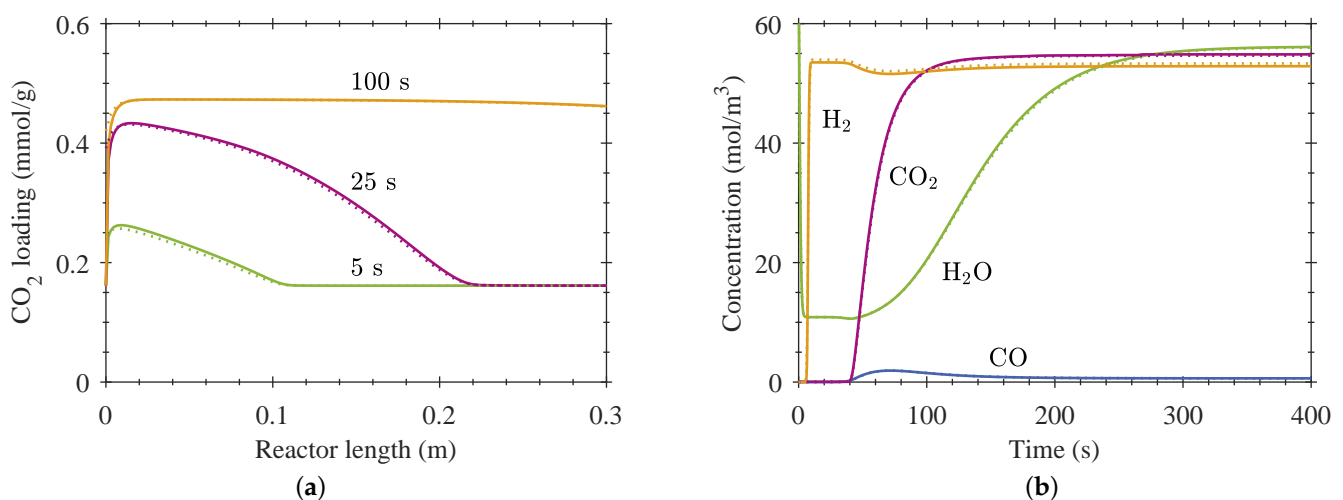 0.6
0.4
0.2
0
CO₂ loading (mmol/g)
100 s
25 s
5 s
0 0.1 0.2 0.3
Reactor length (m)
(a)
60
40
20
0
Concentration (mol/m³)
H₂
CO₂
H₂O
CO
0 100 200 300 400
Time (s)
(b)